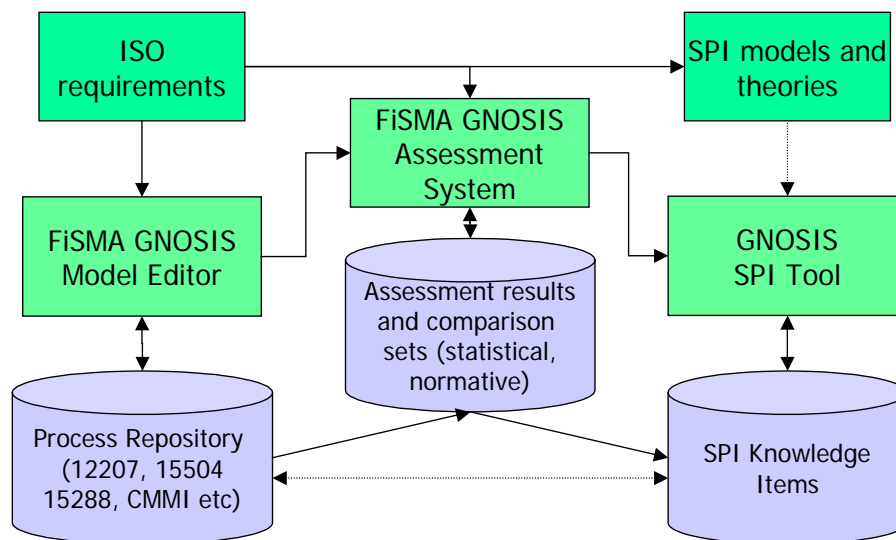 ISO
requirements
SPI models and
theories
FiSMA GNOSIS
Assessment
System
FiSMA GNOSIS
Model Editor
GNOSIS
SPI Tool
Assessment results
and comparison
sets (statistical,
normative)
Process Repository
(12207, 15504
15288, CMMI etc)
SPI Knowledge
Items